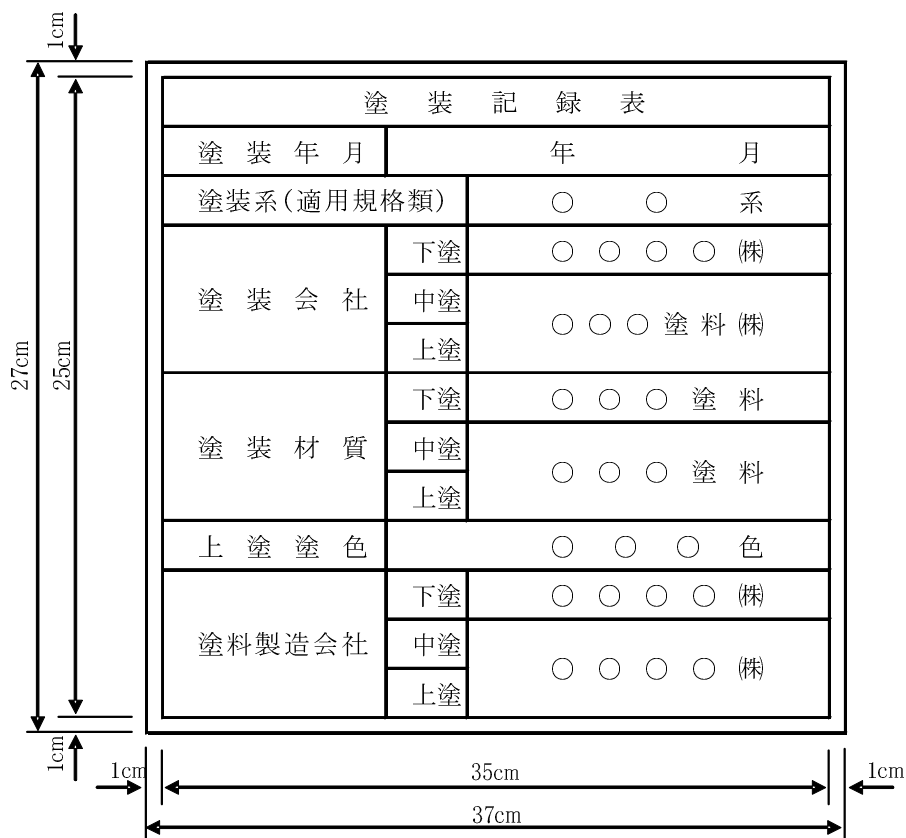 1cm
塗装記録表
塗装年月 年 月
塗装系(適用規格類) ○○系
下塗 ○○○○㈱
塗装会社 中塗 ○○○塗料㈱
上塗
27cm
25cm
下塗 ○○○塗料
塗装材質 中塗 ○○○塗料
上塗
上塗塗色 ○○○色
下塗 ○○○○㈱
塗料製造会社 中塗 ○○○○㈱
上塗
1cm
1cm 35cm 1cm
37cm